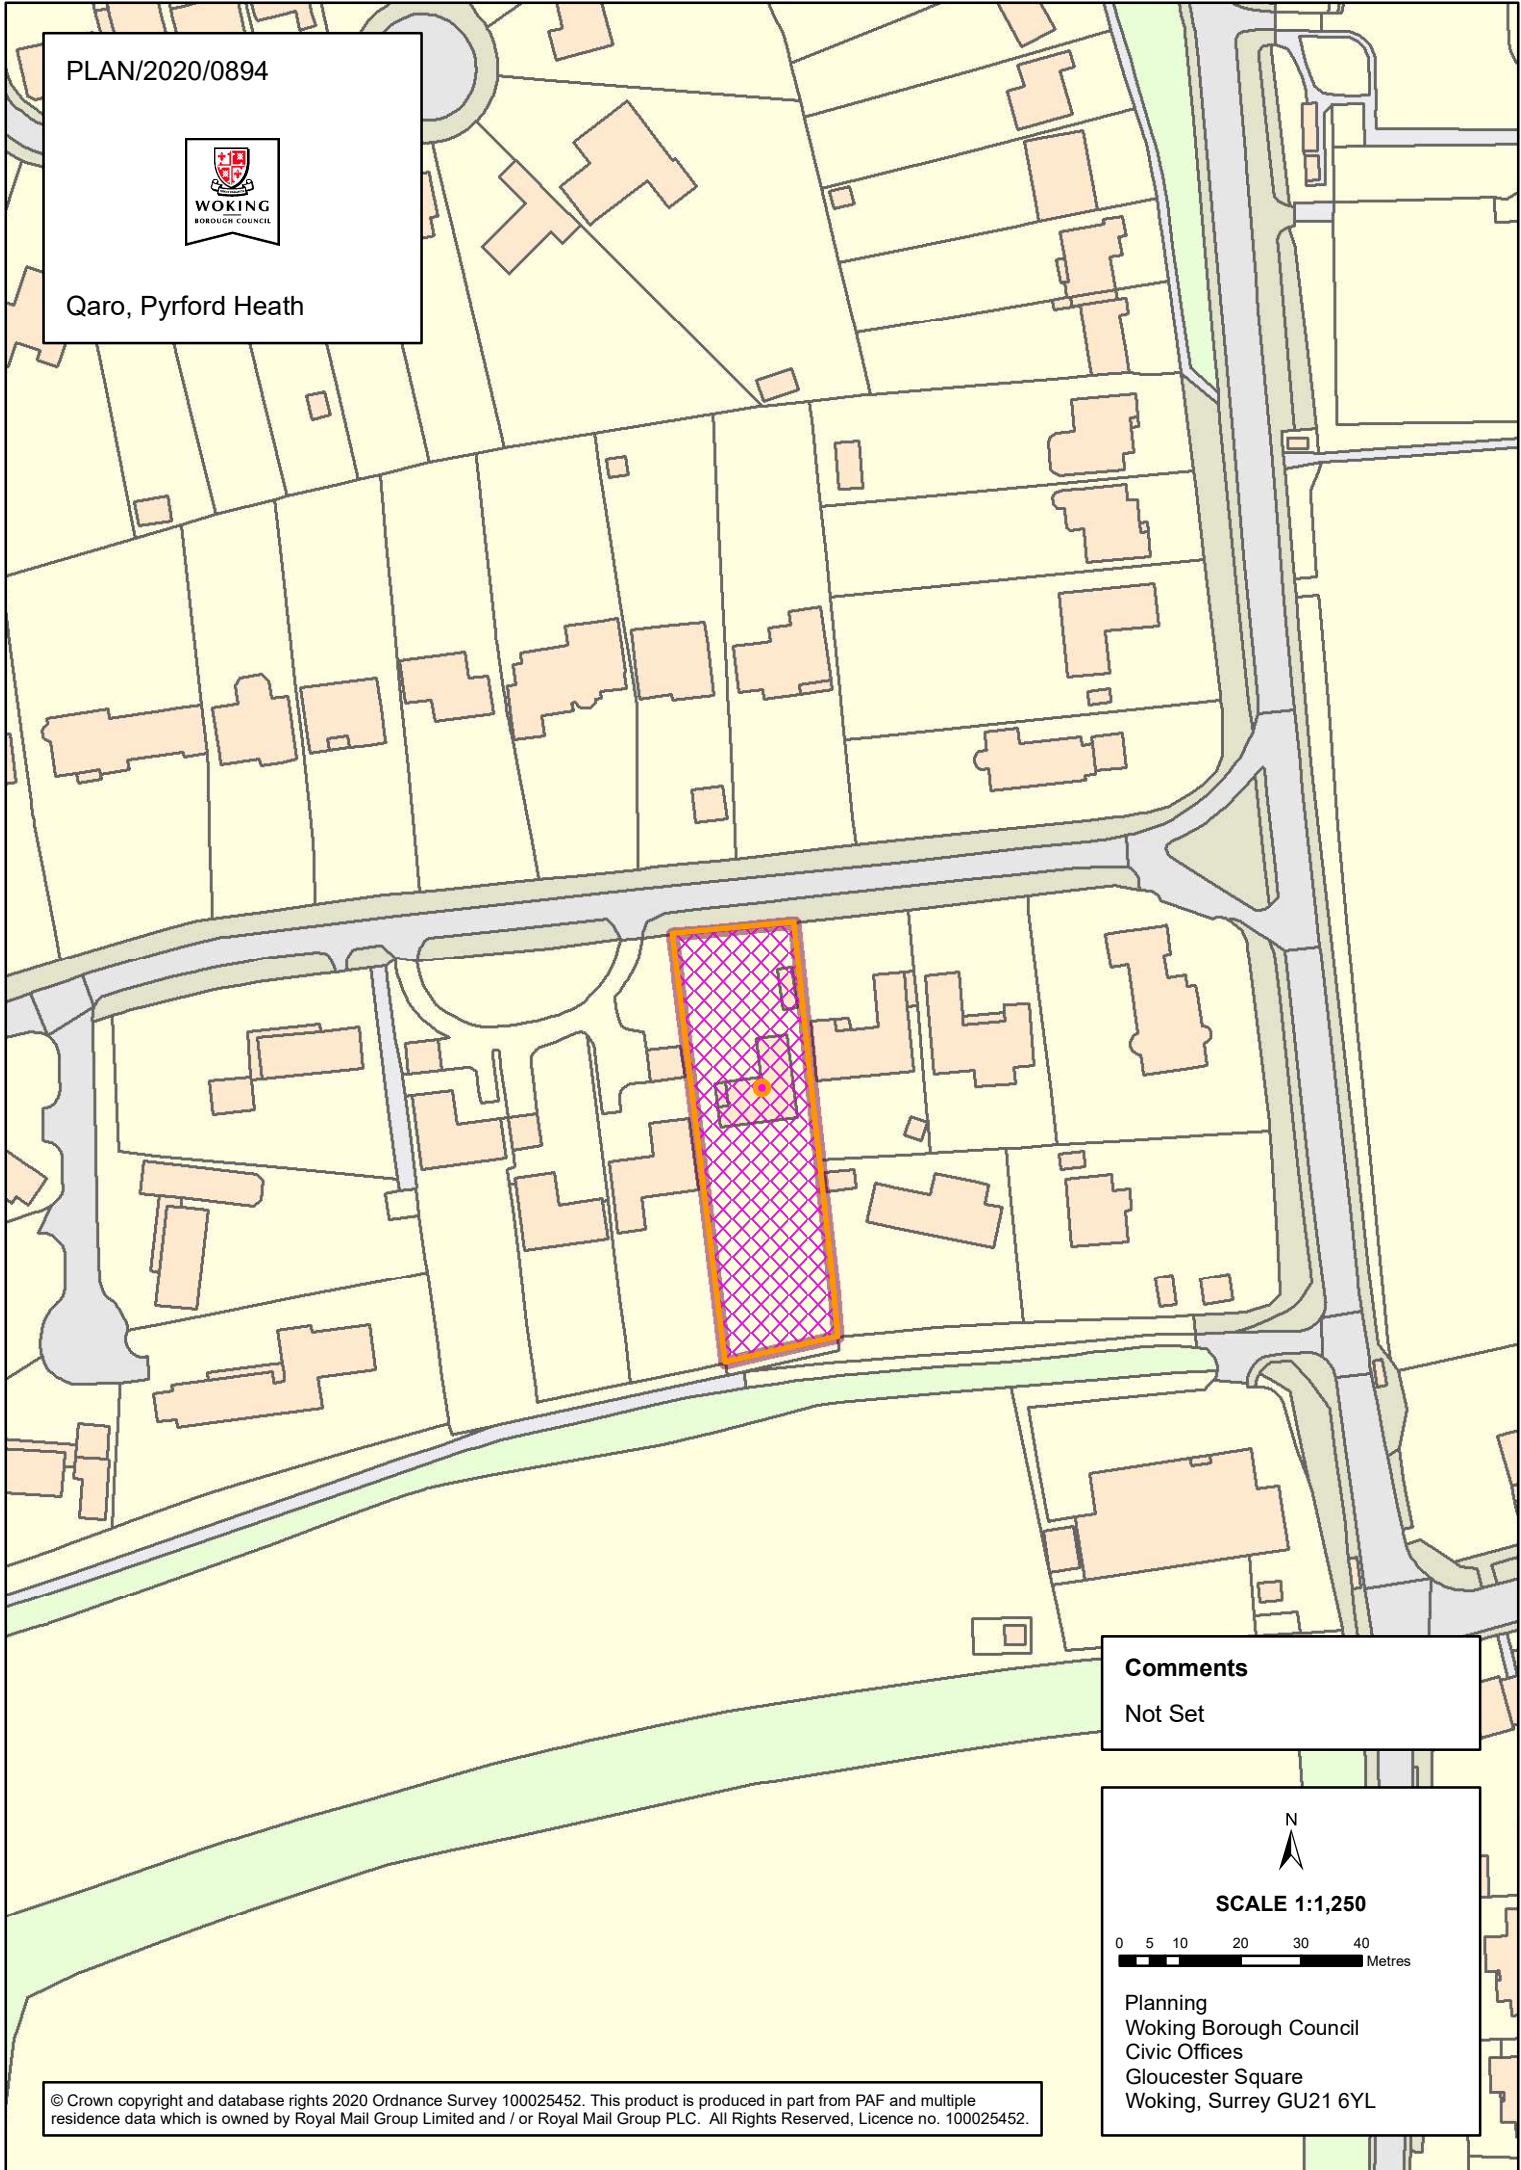 PLAN/2020/0894
WOKING
BOROUGH COUNCIL
Qaro, Pyrford Heath
Comments
Not Set
N
SCALE 1:1,250
0 5 10 20 30 40
Metres
Planning
Woking Borough Council
Civic Offices
Gloucester Square
Woking, Surrey GU21 6YL
© Crown copyright and database rights 2020 Ordnance Survey 100025452. This product is produced in part from PAF and multiple
residence data which is owned by Royal Mail Group Limited and / or Royal Mail Group PLC. All Rights Reserved, Licence no. 100025452.